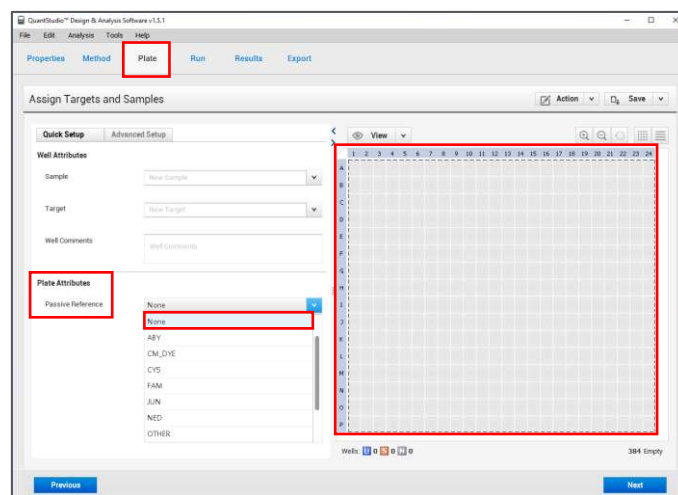 QuantStudio™ Design & Analysis Software v1.5.1
File Edit Analysis Tools Help
Properties Method Plate Run Results Export
Assign Targets and Samples
Action Save
Quick Setup Advanced Setup
View
Well Attributes
1 2 3 4 5 6 7 8 9 10 11 12 13 14 15 16 17 18 19 20 21 22 23 24
A
Sample New Sample
B
C
Target New Target
D
E
Well Comments Well Comments
F
G
Plate Attributes
H
Passive Reference None
I
None
J
ABY
K
CM_DYE
L
CY5
M
FAM
N
JUN
O
NED
P
OTHER
Wells: U 0 S 0 N 0 384 Empty
Previous Next